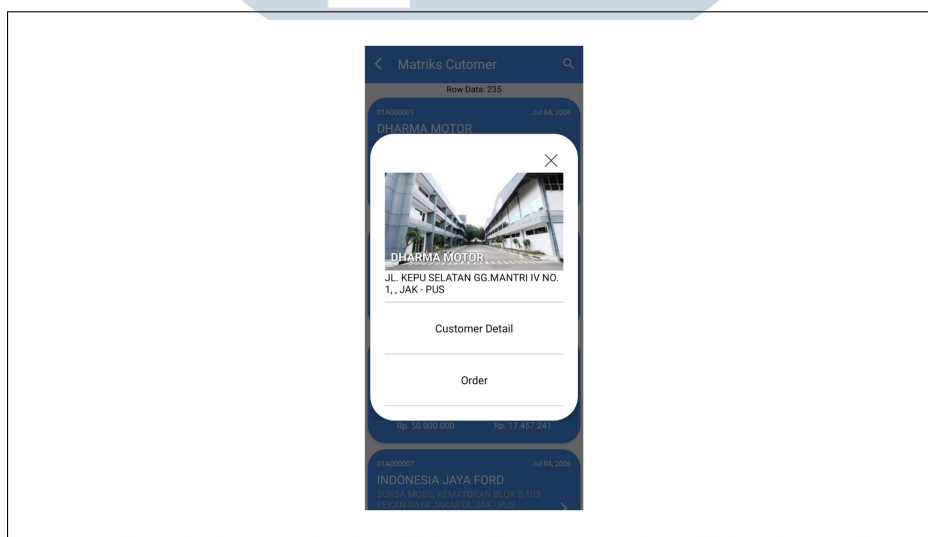 Matriks Cutomer
Row Data: 235
01A000001 Jul 04, 2006
DHARMA MOTOR
DHARMA MOTOR
JL. KEPU SELATAN GG.MANTRI IV NO.
1, , JAK - PUS
Customer Detail
Order
Rp. 50.000.000 Rp. 17.457.241
01A000007 Jul 04, 2006
INDONESIA JAYA FORD
BURSA MOBIL KEMAYORAN BLOK S 103,
PEKAN RAYA JAKARTA, JAK - PUS